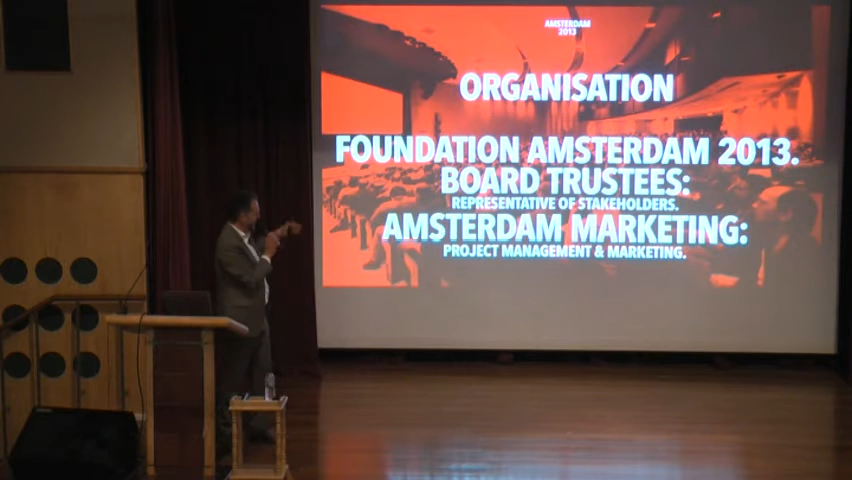 AMSTERDAM
2013
ORGANISATION
FOUNDATION AMSTERDAM 2013.
BOARD TRUSTEES:
REPRESENTATIVE OF STAKEHOLDERS.
AMSTERDAM MARKETING:
PROJECT MANAGEMENT & MARKETING.